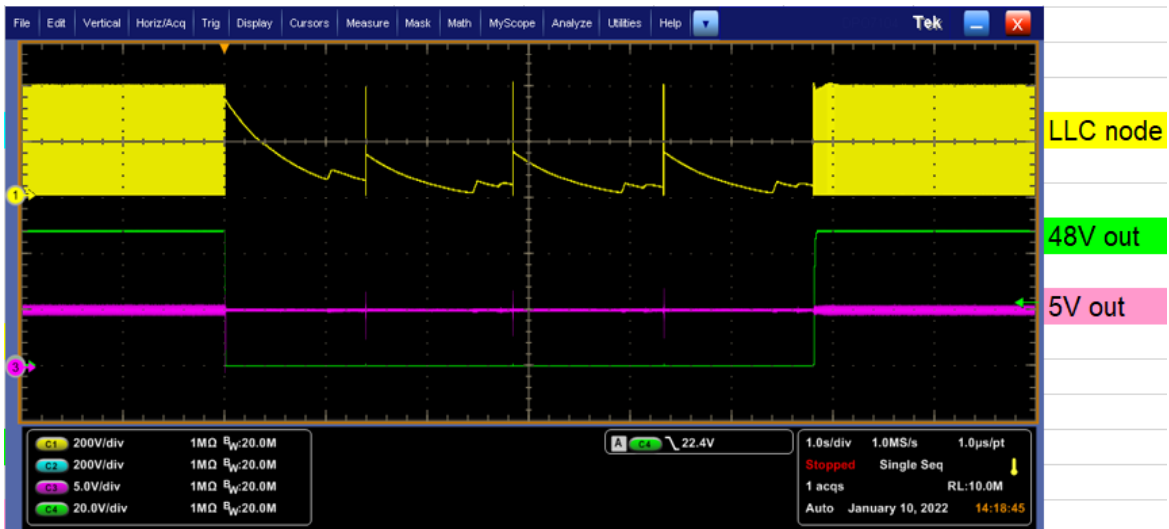 File Edit Vertical Horiz/Acq Trig Display Cursors Measure Mask Math MyScope Analyze Utilities Help Tek X
LLC node
1
48V out
5V out
3
C1 200V/div 1MΩ BW:20.0M
C2 200V/div 1MΩ BW:20.0M
C3 5.0V/div 1MΩ BW:20.0M
C4 20.0V/div 1MΩ BW:20.0M
A C4 22.4V
1.0s/div 1.0MS/s 1.0µs/pt
Stopped Single Seq
1 acqs RL:10.0M
Auto January 10, 2022 14:18:45